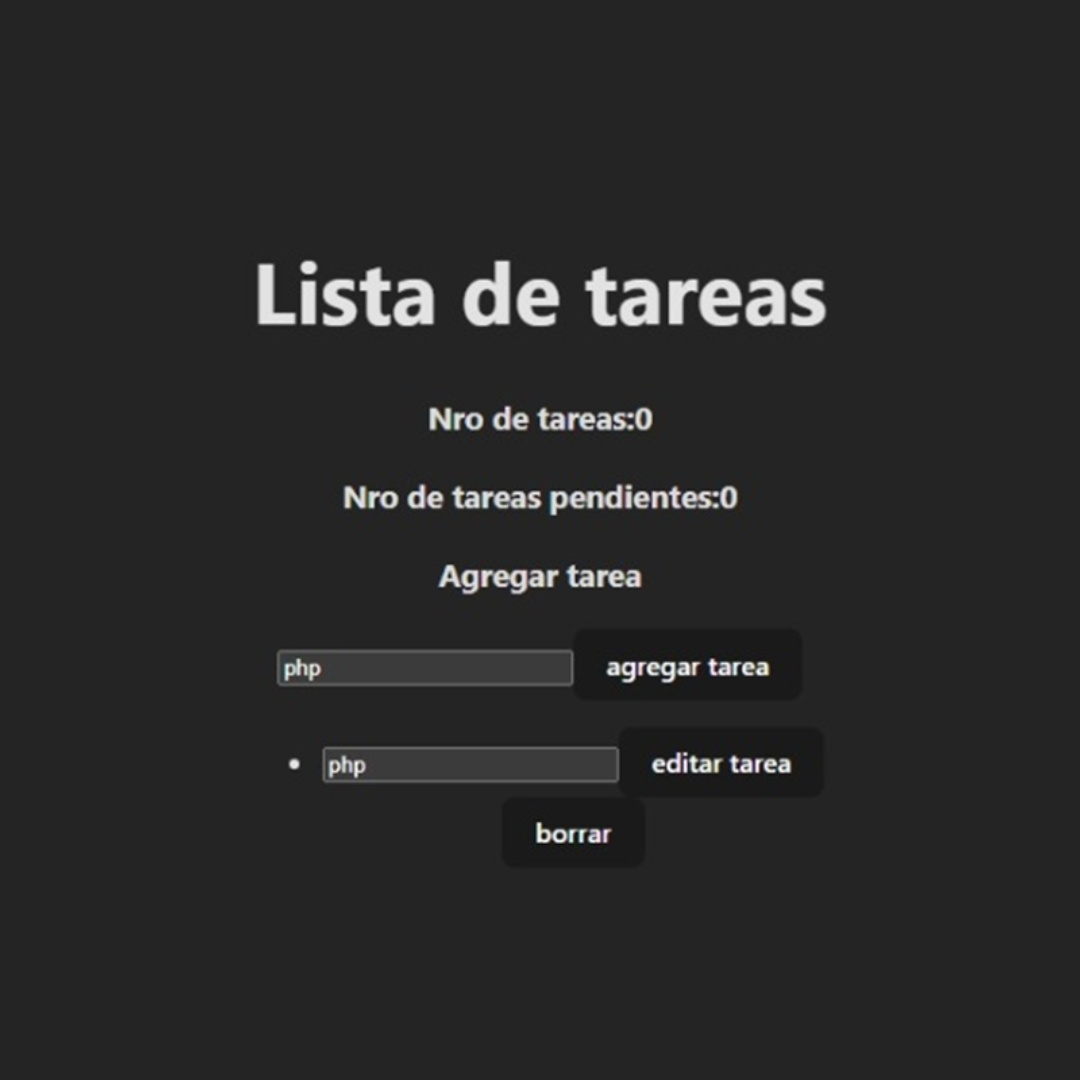 Lista de tareas
Nro de tareas:0
Nro de tareas pendientes:0
Agregar tarea
php agregar tarea
php editar tarea
borrar